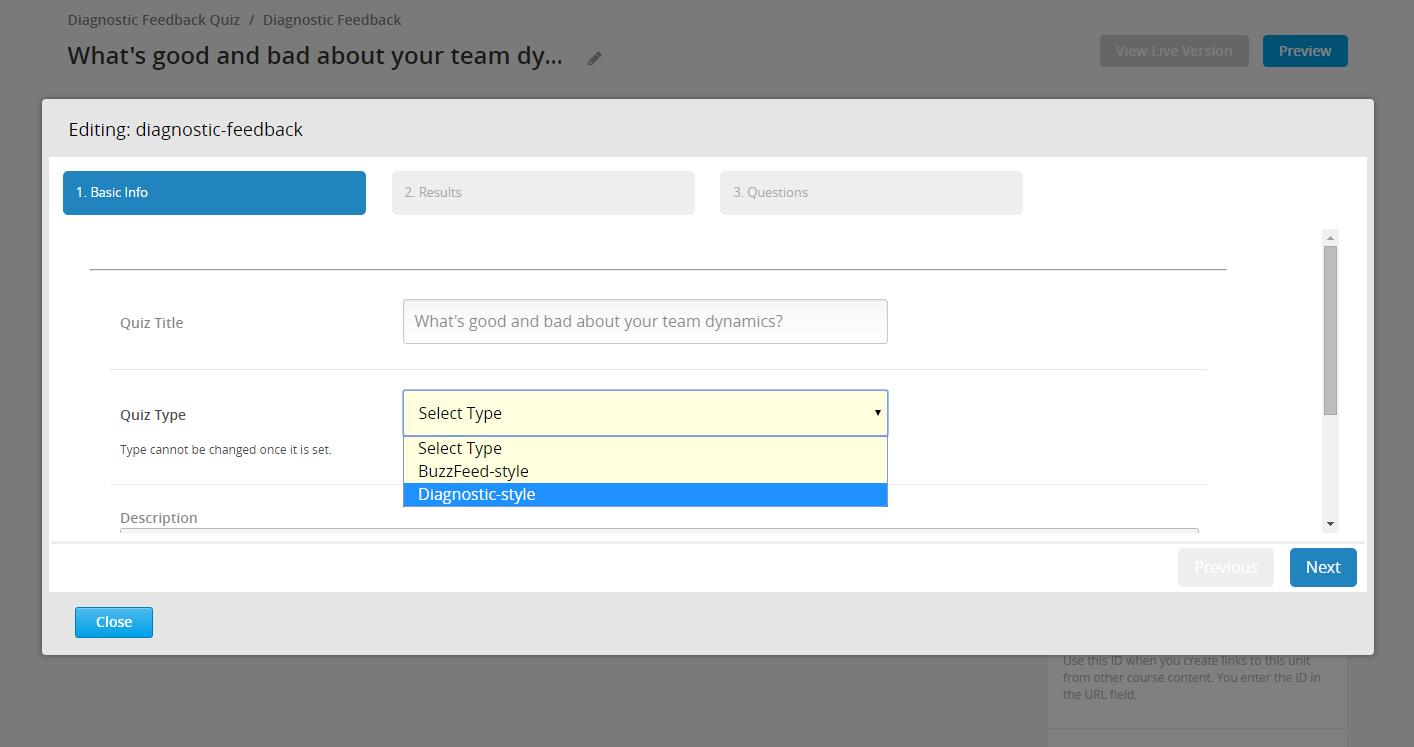 Diagnostic Feedback Quiz / Diagnostic Feedback
What's good and bad about your team dy...
View Live Version
Preview
Editing: diagnostic-feedback
1. Basic Info
2. Results
3. Questions
Quiz Title
What's good and bad about your team dynamics?
Quiz Type
Select Type
Type cannot be changed once it is set.
Select Type
BuzzFeed-style
Diagnostic-style
Description
Previous
Next
Close
Use this ID when you create links to this unit
from other course content. You enter the ID in
the URL field.